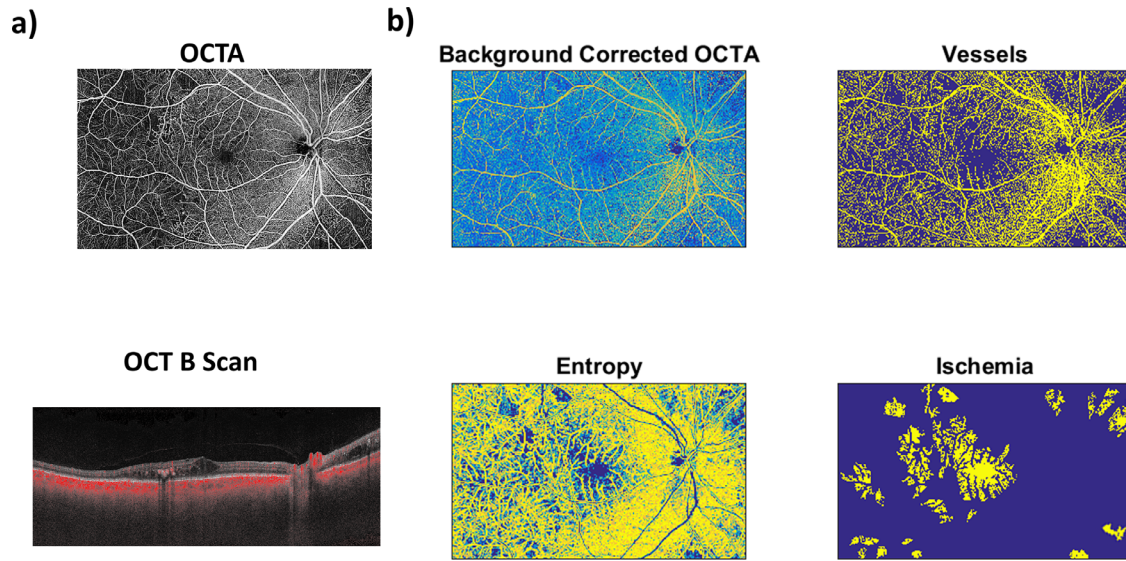 a)
OCTA
b)
Background Corrected OCTA
Vessels
OCT B Scan
Entropy
Ischemia